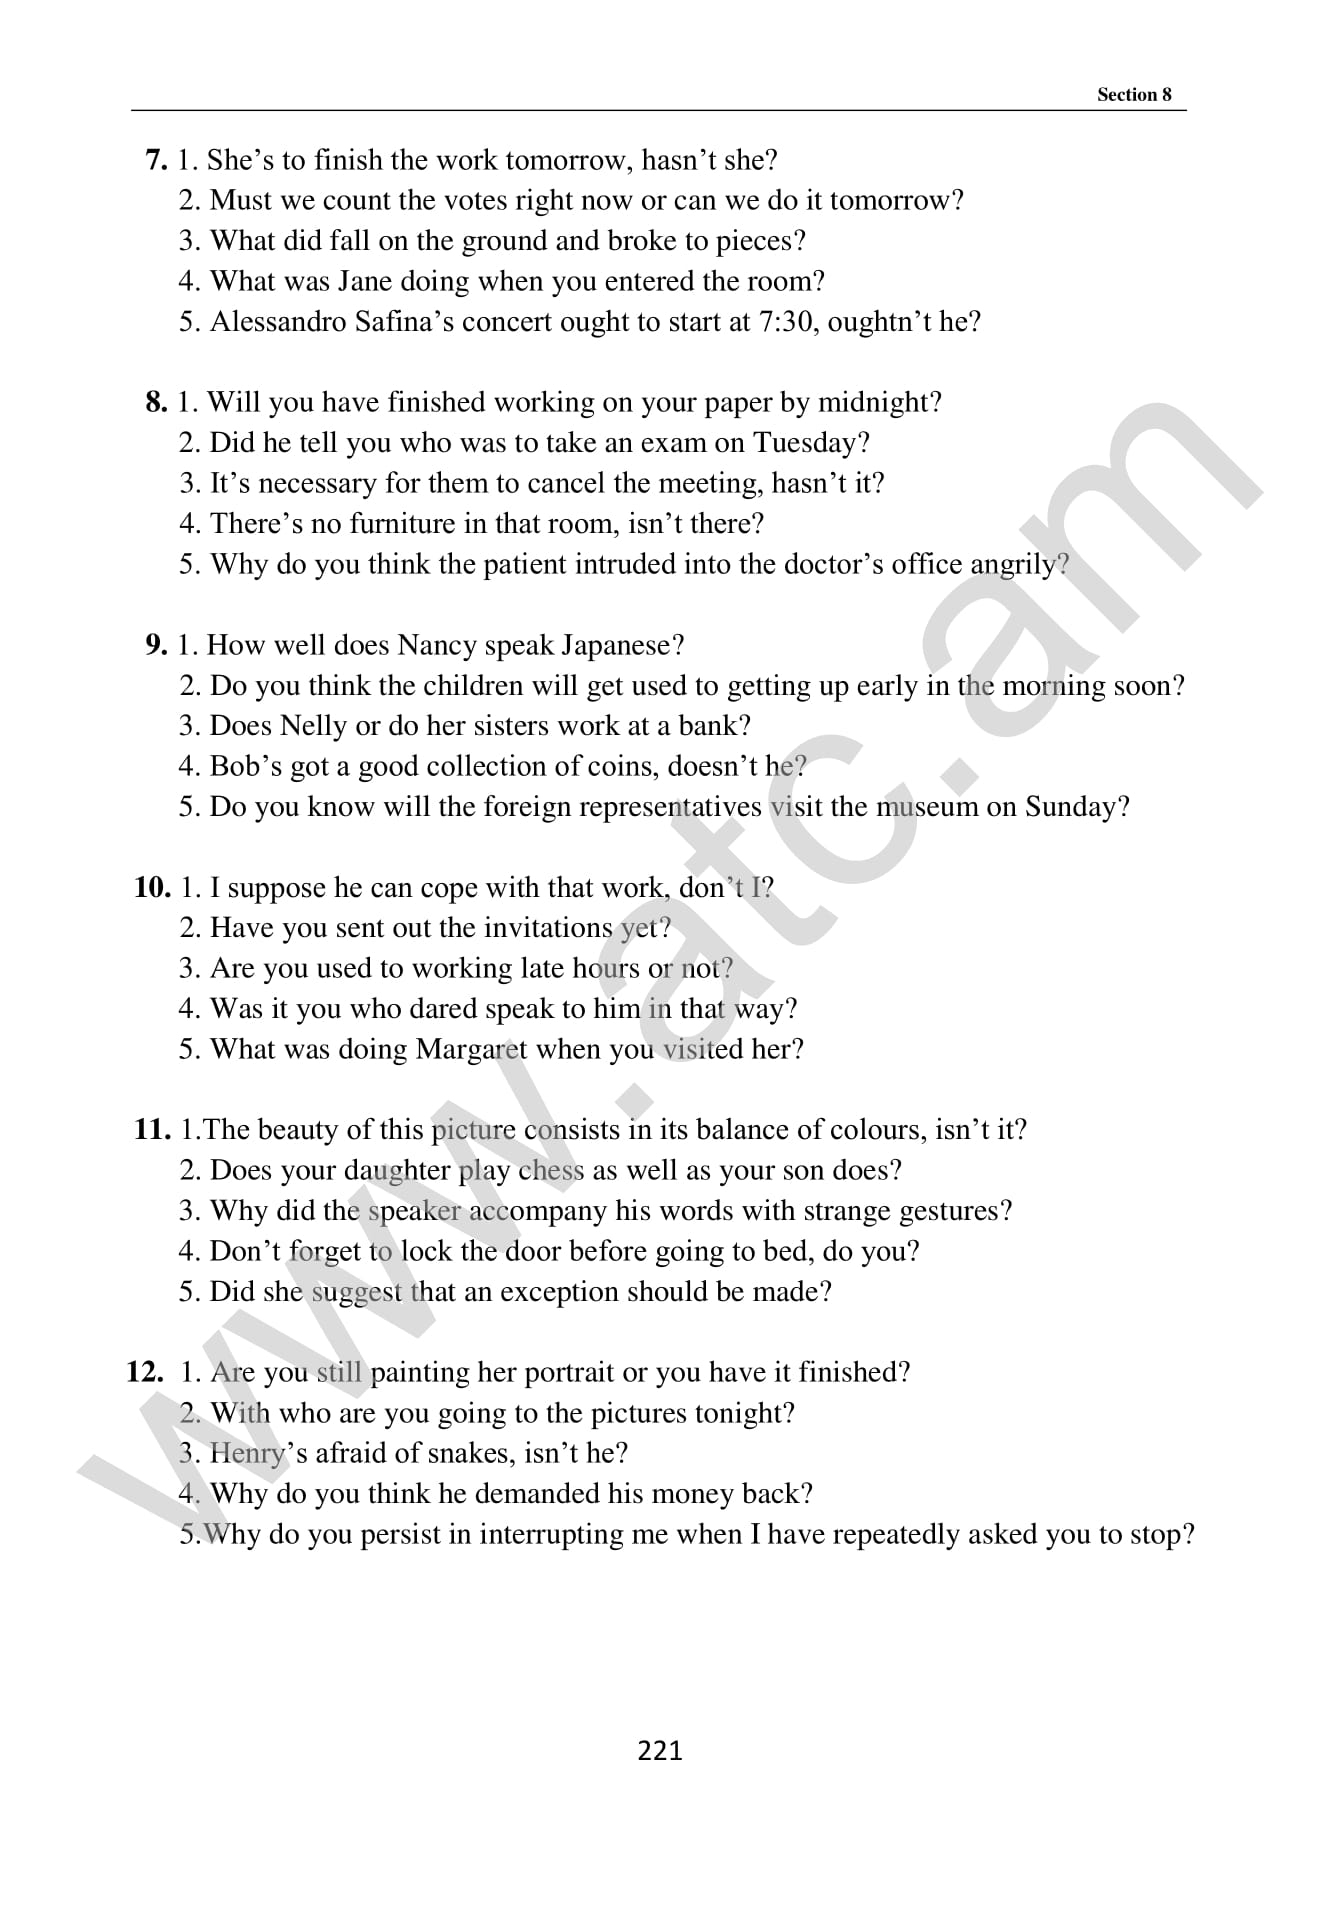 Section 8
7. 1. She’s to finish the work tomorrow, hasn’t she?
2. Must we count the votes right now or can we do it tomorrow?
3. What did fall on the ground and broke to pieces?
4. What was Jane doing when you entered the room?
5. Alessandro Safina’s concert ought to start at 7:30, oughtn’t he?
8. 1. Will you have finished working on your paper by midnight?
2. Did he tell you who was to take an exam on Tuesday?
3. It’s necessary for them to cancel the meeting, hasn’t it?
4. There’s no furniture in that room, isn’t there?
5. Why do you think the patient intruded into the doctor’s office angrily?
9. 1. How well does Nancy speak Japanese?
2. Do you think the children will get used to getting up early in the morning soon?
3. Does Nelly or do her sisters work at a bank?
4. Bob’s got a good collection of coins, doesn’t he?
5. Do you know will the foreign representatives visit the museum on Sunday?
10. 1. I suppose he can cope with that work, don’t I?
2. Have you sent out the invitations yet?
3. Are you used to working late hours or not?
4. Was it you who dared speak to him in that way?
5. What was doing Margaret when you visited her?
11. 1.The beauty of this picture consists in its balance of colours, isn’t it?
2. Does your daughter play chess as well as your son does?
3. Why did the speaker accompany his words with strange gestures?
4. Don’t forget to lock the door before going to bed, do you?
5. Did she suggest that an exception should be made?
12. 1. Are you still painting her portrait or you have it finished?
2. With who are you going to the pictures tonight?
3. Henry’s afraid of snakes, isn’t he?
4. Why do you think he demanded his money back?
5.Why do you persist in interrupting me when I have repeatedly asked you to stop?
221
www.atc.am